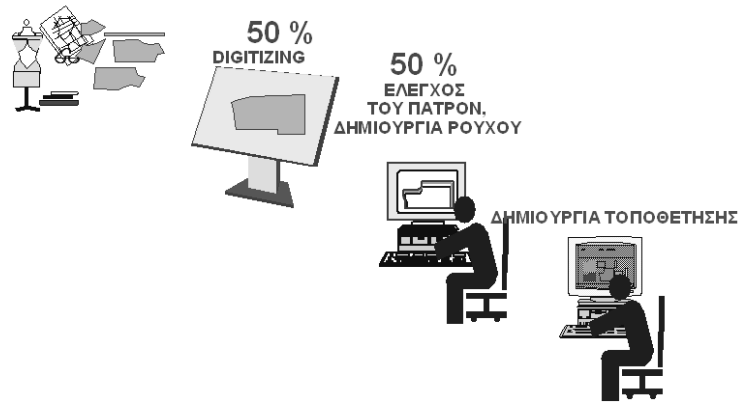 50 %
DIGITIZING
50 %
ΕΛΕΓΧΟΣ
ΤΟΥ ΠΑΤΡΟΝ,
ΔΗΜΙΟΥΡΓΙΑ ΡΟΥΧΟΥ
ΔΗΜΙΟΥΡΓΙΑ ΤΟΠΟΘΕΤΗΣΗΣ